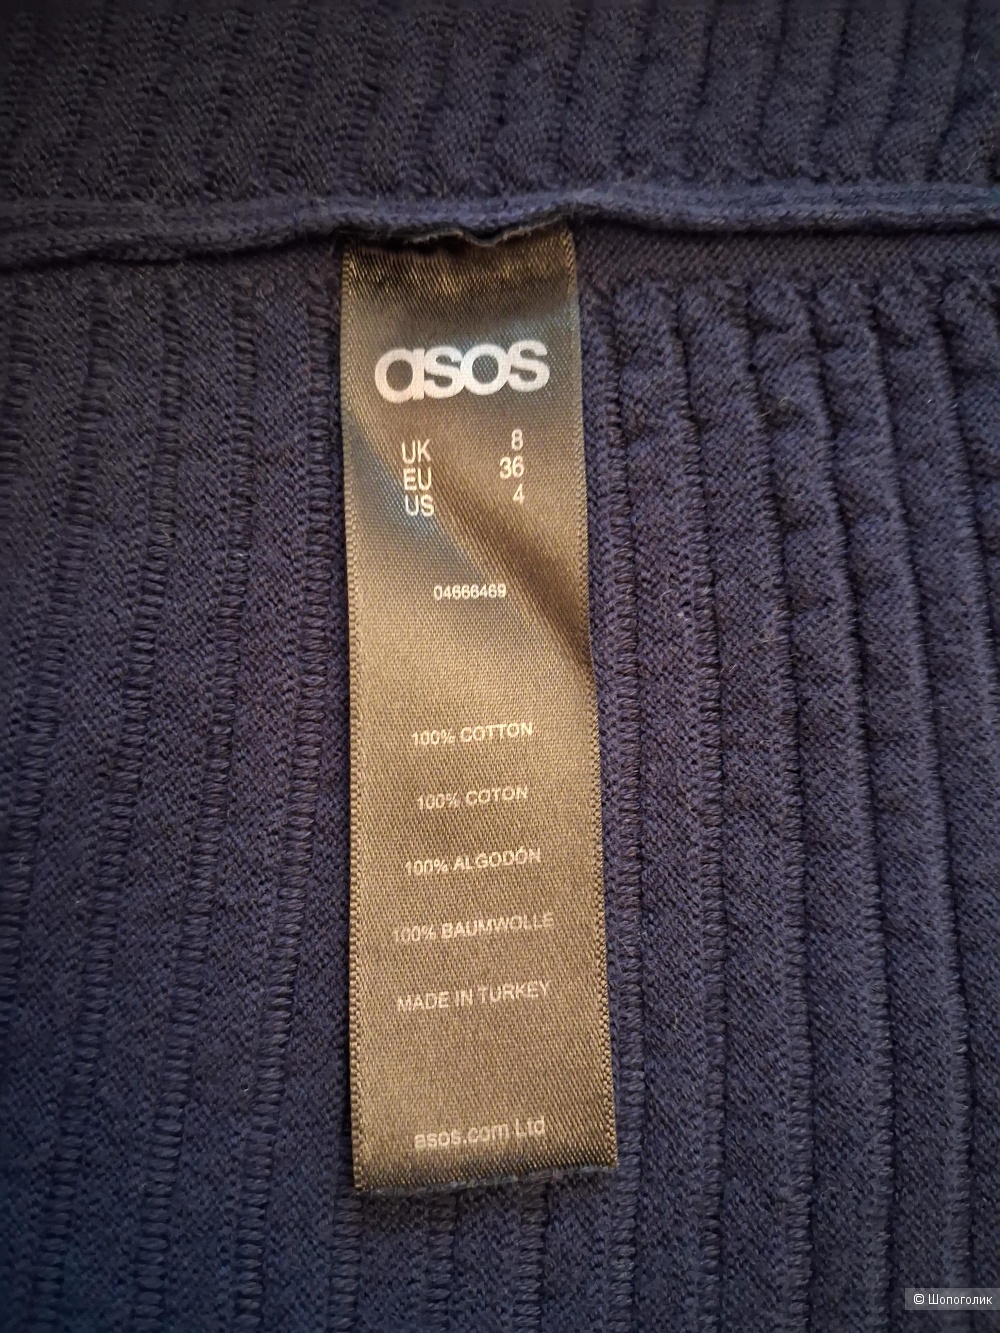 asos
UK 8
EU 36
US 4
04666469
100% COTTON
100% COTON
100% ALGODÓN
100% BAUMWOLLE
MADE IN TURKEY
asos.com Ltd
© Шопоголик